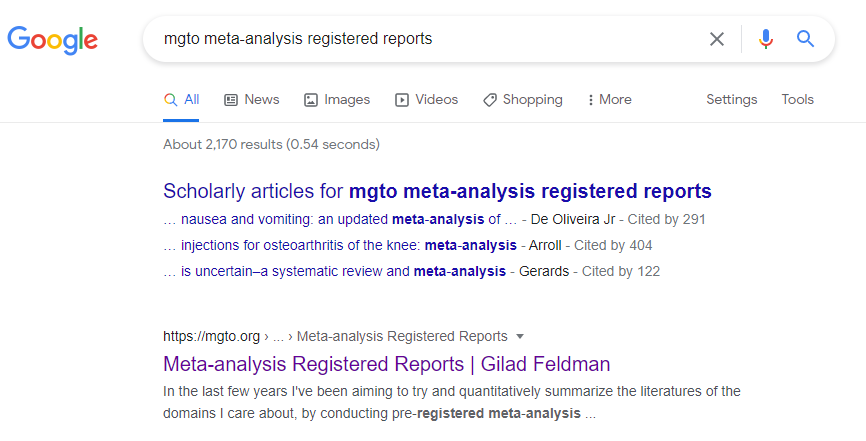 Google
mgto meta-analysis registered reports
All News Images Videos Shopping More Settings Tools
About 2,170 results (0.54 seconds)
Scholarly articles for mgto meta-analysis registered reports
... nausea and vomiting: an updated meta-analysis of ... - De Oliveira Jr - Cited by 291
... injections for osteoarthritis of the knee: meta-analysis - Arroll - Cited by 404
... is uncertain–a systematic review and meta-analysis - Gerards - Cited by 122
https://mgto.org › ... › Meta-analysis Registered Reports
Meta-analysis Registered Reports | Gilad Feldman
In the last few years I've been aiming to try and quantitatively summarize the literatures of the
domains I care about, by conducting pre-registered meta-analysis ...